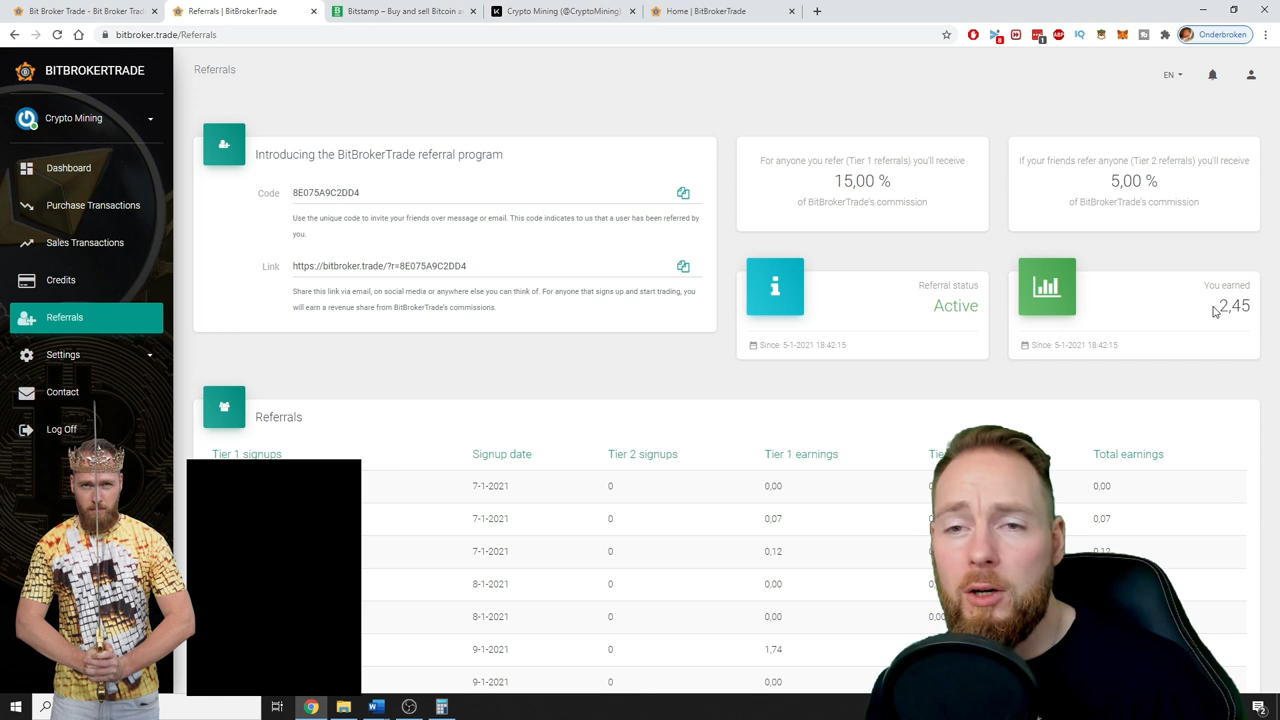 Bit Broker Trade - Bit Broker Tr
Referrals | BitBrokerTrade
Bitstamp – Buy and sell Bitcoin a
Crypto Mining (@CryptoMining)
Home | BitBrokerTrade
bitbroker.trade/Referrals
8
1
ABP
IQ
Onderbroken
BITBROKERTRADE
Crypto Mining
Dashboard
Purchase Transactions
Sales Transactions
Credits
Referrals
Settings
Contact
Log Off
Referrals
EN
Introducing the BitBrokerTrade referral program
Code
8E075A9C2DD4
Use the unique code to invite your friends over message or email. This code indicates to us that a user has been referred by
you.
Link
https://bitbroker.trade/?r=8E075A9C2DD4
Share this link via email, on social media or anywhere else you can think of. For anyone that signs up and start trading, you
will earn a revenue share from BitBrokerTrade's commissions.
For anyone you refer (Tier 1 referrals) you'll receive
15,00 %
of BitBrokerTrade's commission
If your friends refer anyone (Tier 2 referrals) you'll receive
5,00 %
of BitBrokerTrade's commission
Referral status
Active
Since: 5-1-2021 18:42:15
You earned
2,45
Since: 5-1-2021 18:42:15
Referrals
Tier 1 signups Signup date Tier 2 signups Tier 1 earnings Total earnings
7-1-2021 0 0,00 0,00
7-1-2021 0 0,07 0,07
7-1-2021 0 0,12 0,12
8-1-2021 0 0,00
8-1-2021 0 0,00
9-1-2021 0 1,74
9-1-2021 0 0,00
2